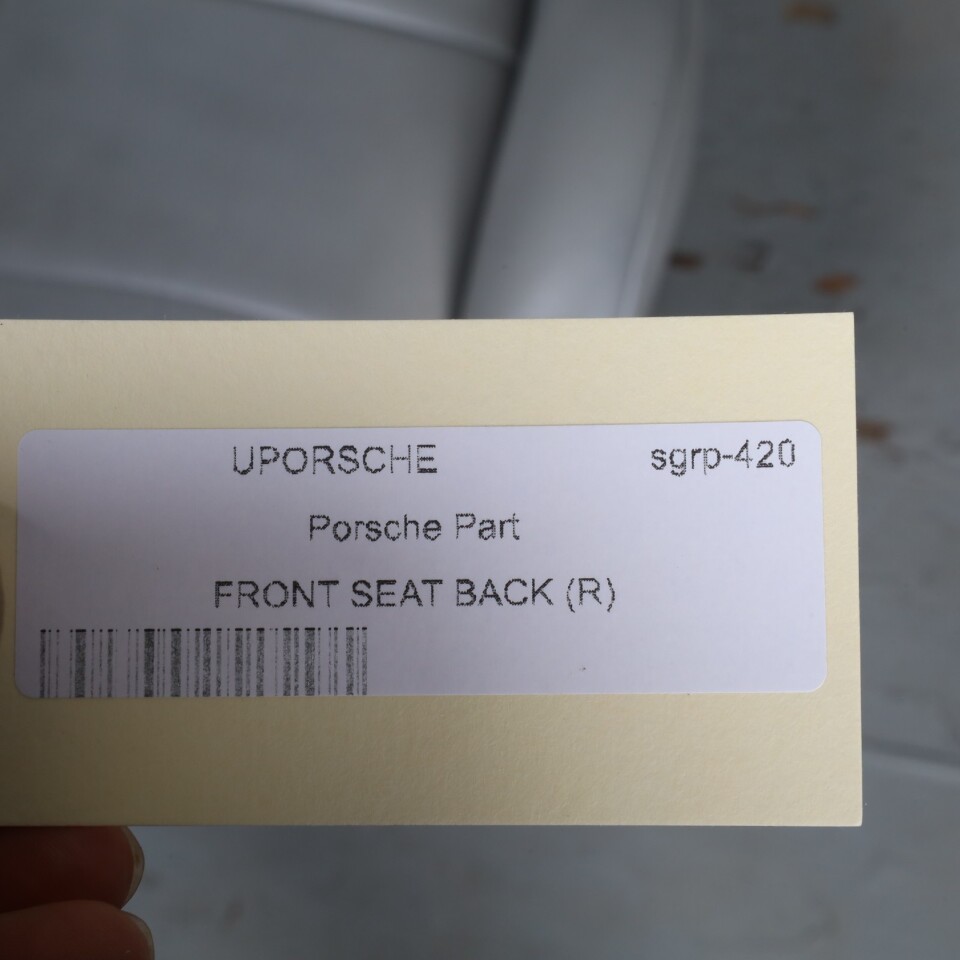 UPORSCHE sgrp-420
Porsche Part
FRONT SEAT BACK (R)